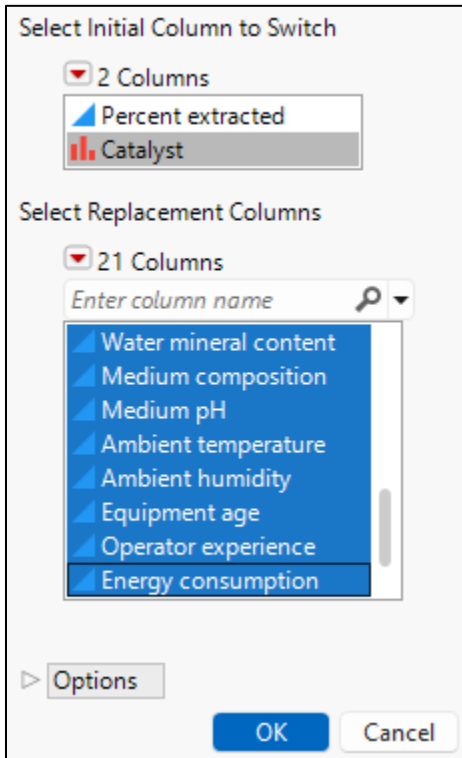 Select Initial Column to Switch
2 Columns
Percent extracted
Catalyst
Select Replacement Columns
21 Columns
Enter column name
Water mineral content
Medium composition
Medium pH
Ambient temperature
Ambient humidity
Equipment age
Operator experience
Energy consumption
Options
OK Cancel